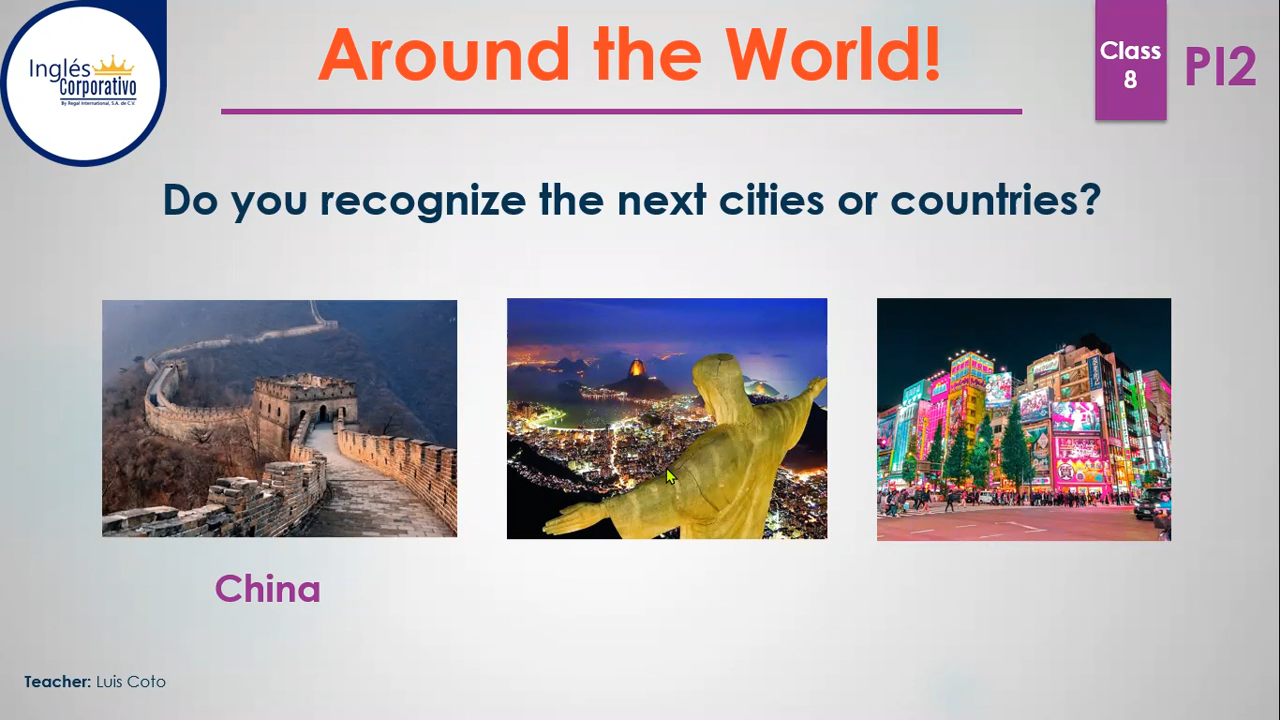 Inglés
Corporativo
By Regal International, S.A. de C.V.
Around the World!
Class
8
PI2
Do you recognize the next cities or countries?
China
Teacher: Luis Coto